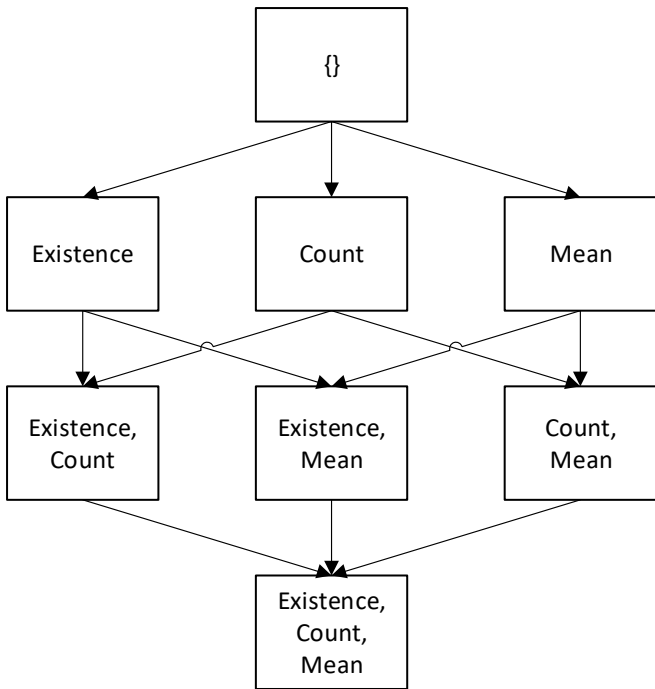 {}
Existence
Count
Mean
Existence,
Count
Existence,
Mean
Count,
Mean
Existence,
Count,
Mean